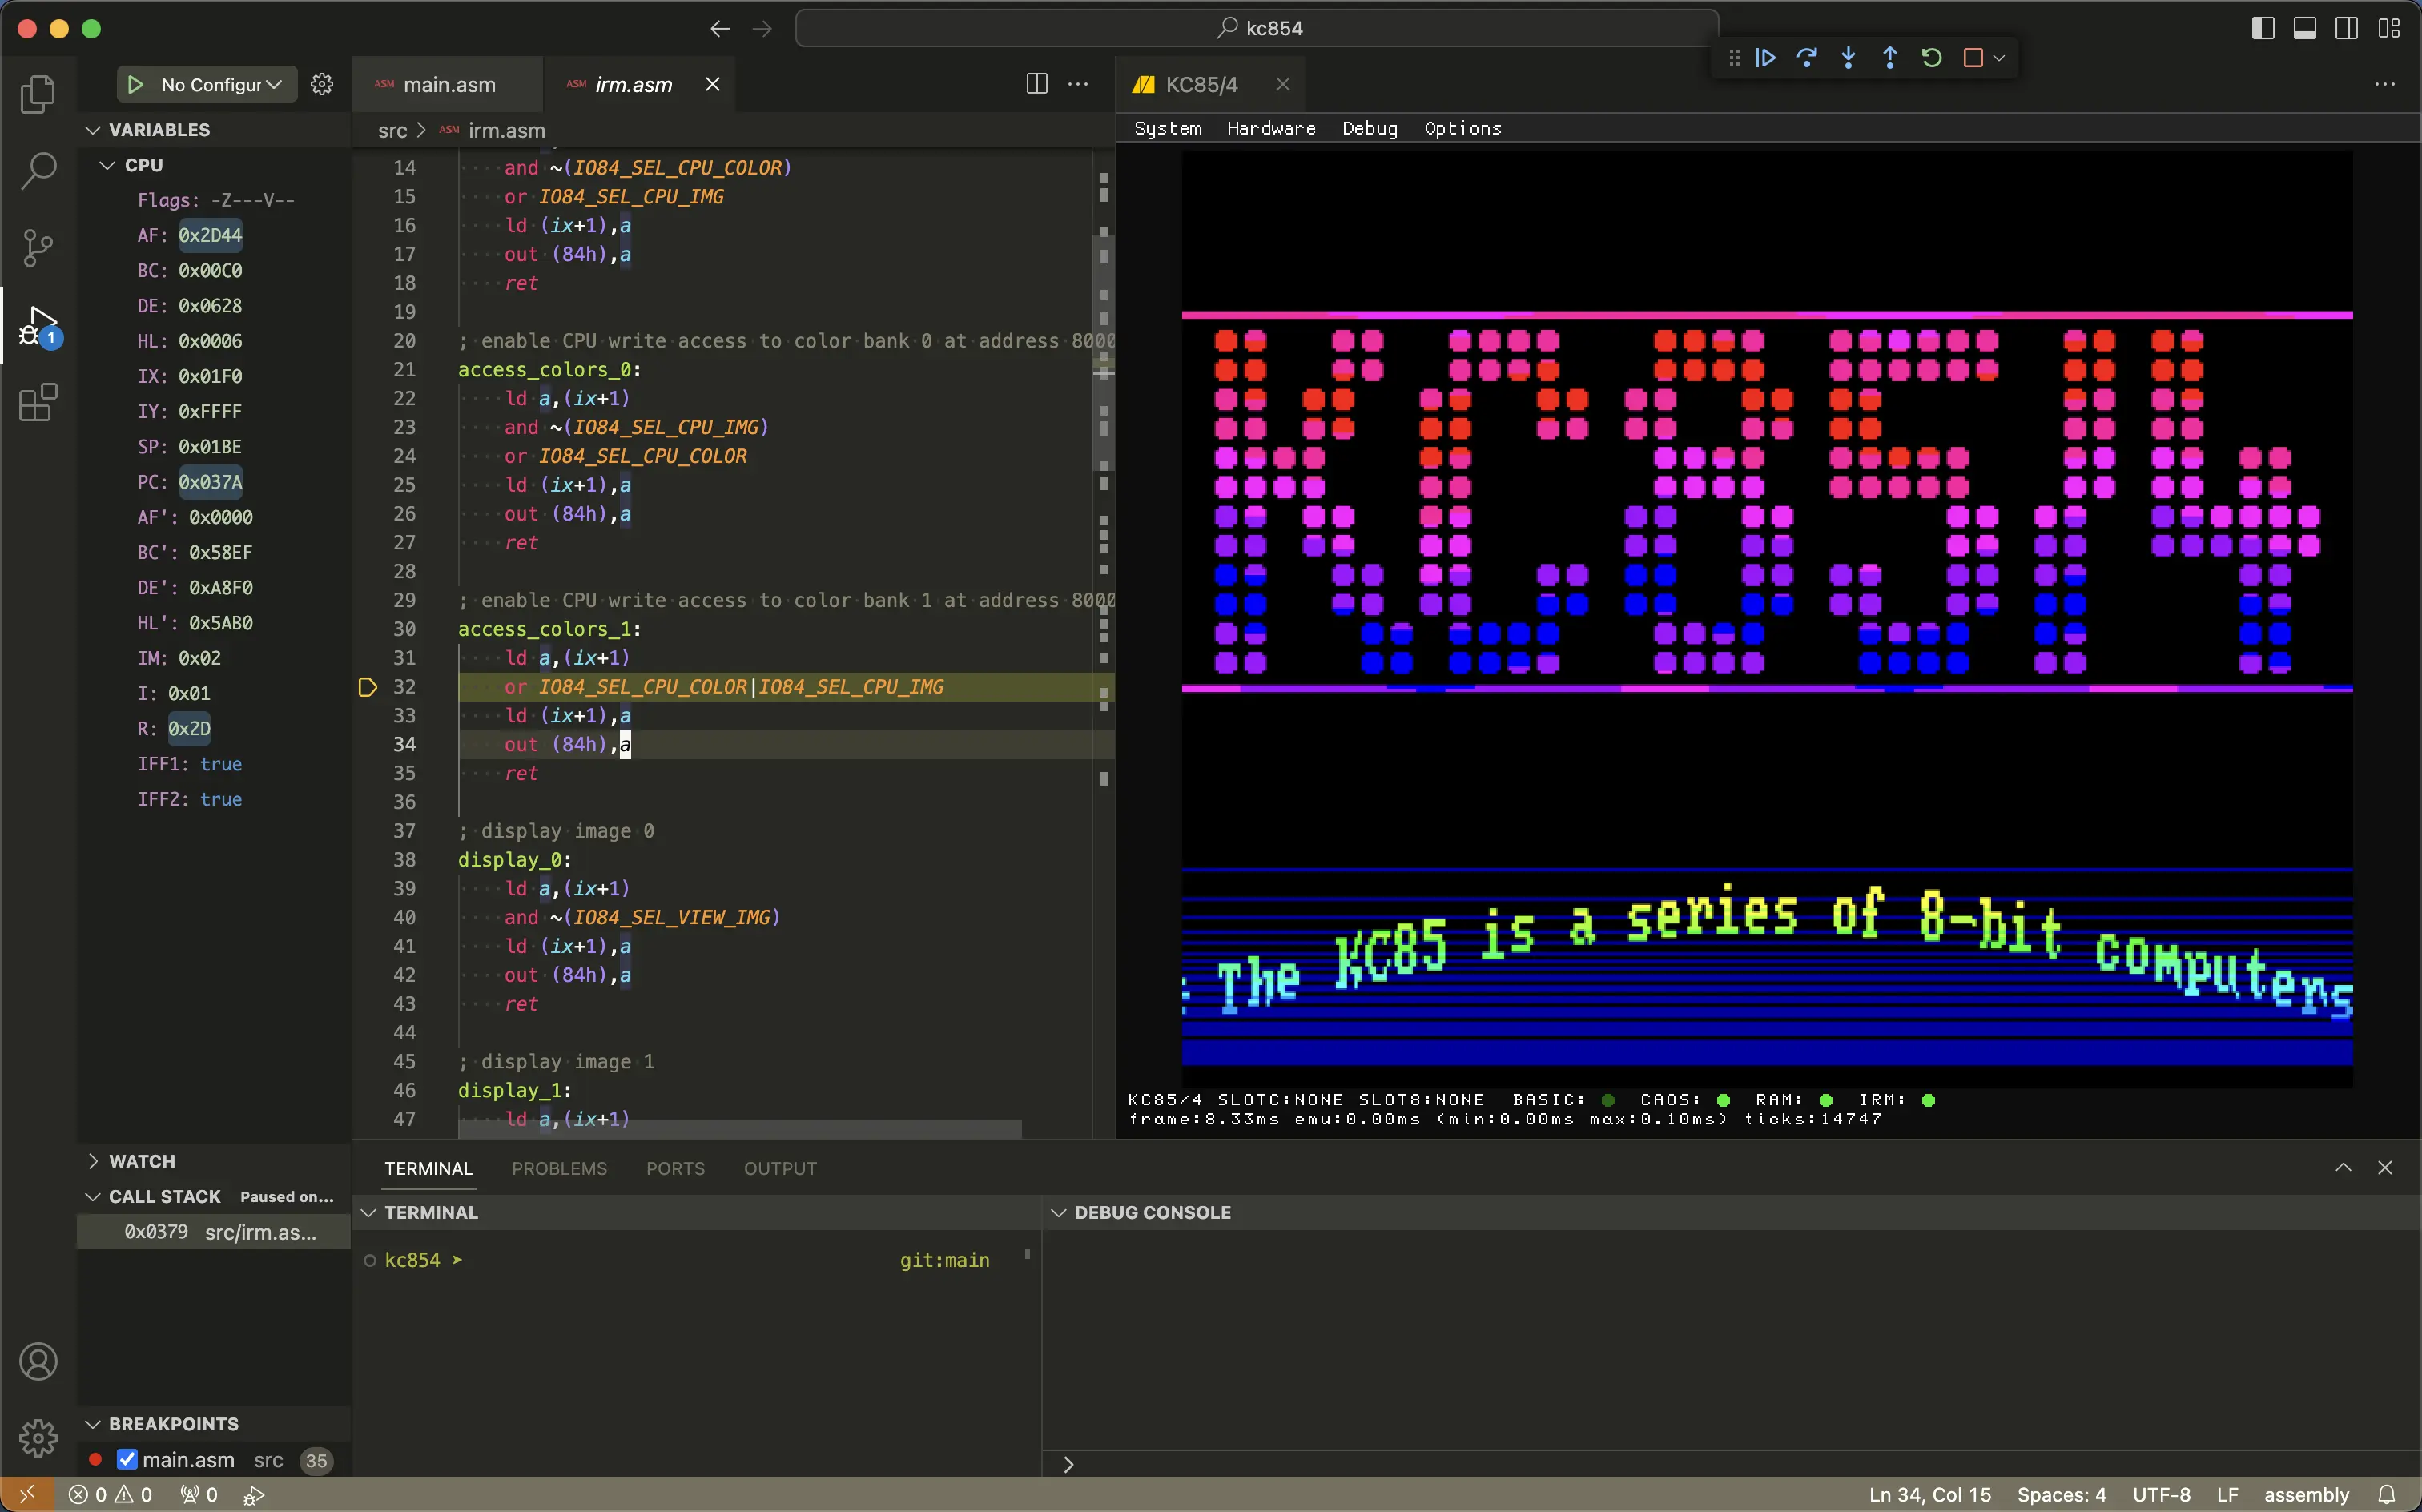 kc854
No Configur
main.asm
irm.asm
KC85/4
VARIABLES
CPU
Flags: -Z---V--
AF: 0x2D44
BC: 0x00C0
DE: 0x0628
HL: 0x0006
IX: 0x01F0
IY: 0xFFFF
SP: 0x01BE
PC: 0x037A
AF': 0x0000
BC': 0x58EF
DE': 0xA8F0
HL': 0x5AB0
IM: 0x02
I: 0x01
R: 0x2D
IFF1: true
IFF2: true
WATCH
CALL STACK Paused on...
0x0379 src/irm.as...
BREAKPOINTS
main.asm src 35
src > ASM irm.asm
14 and ~(IO84_SEL_CPU_COLOR)
15 or IO84_SEL_CPU_IMG
16 ld (ix+1),a
17 out (84h),a
18 ret
19
20 ; enable CPU write access to color bank 0 at address 8000
21 access_colors_0:
22 ld a,(ix+1)
23 and ~(IO84_SEL_CPU_IMG)
24 or IO84_SEL_CPU_COLOR
25 ld (ix+1),a
26 out (84h),a
27 ret
28
29 ; enable CPU write access to color bank 1 at address 8000
30 access_colors_1:
31 ld a,(ix+1)
32 or IO84_SEL_CPU_COLOR|IO84_SEL_CPU_IMG
33 ld (ix+1),a
34 out (84h),a
35 ret
36
37 ; display image 0
38 display_0:
39 ld a,(ix+1)
40 and ~(IO84_SEL_VIEW_IMG)
41 ld (ix+1),a
42 out (84h),a
43 ret
44
45 ; display image 1
46 display_1:
47 ld a,(ix+1)
System Hardware Debug Options
KC85/4
The KC85 is a series of 8-bit computers
KC85/4 SLOTC:NONE SLOT8:NONE BASIC: CAOS: RAM: IRM:
frame:8.33ms emu:0.00ms (min:0.00ms max:0.10ms) ticks:14747
TERMINAL PROBLEMS PORTS OUTPUT
TERMINAL
kc854 git:main
DEBUG CONSOLE
0 0 0
Ln 34, Col 15 Spaces: 4 UTF-8 LF assembly